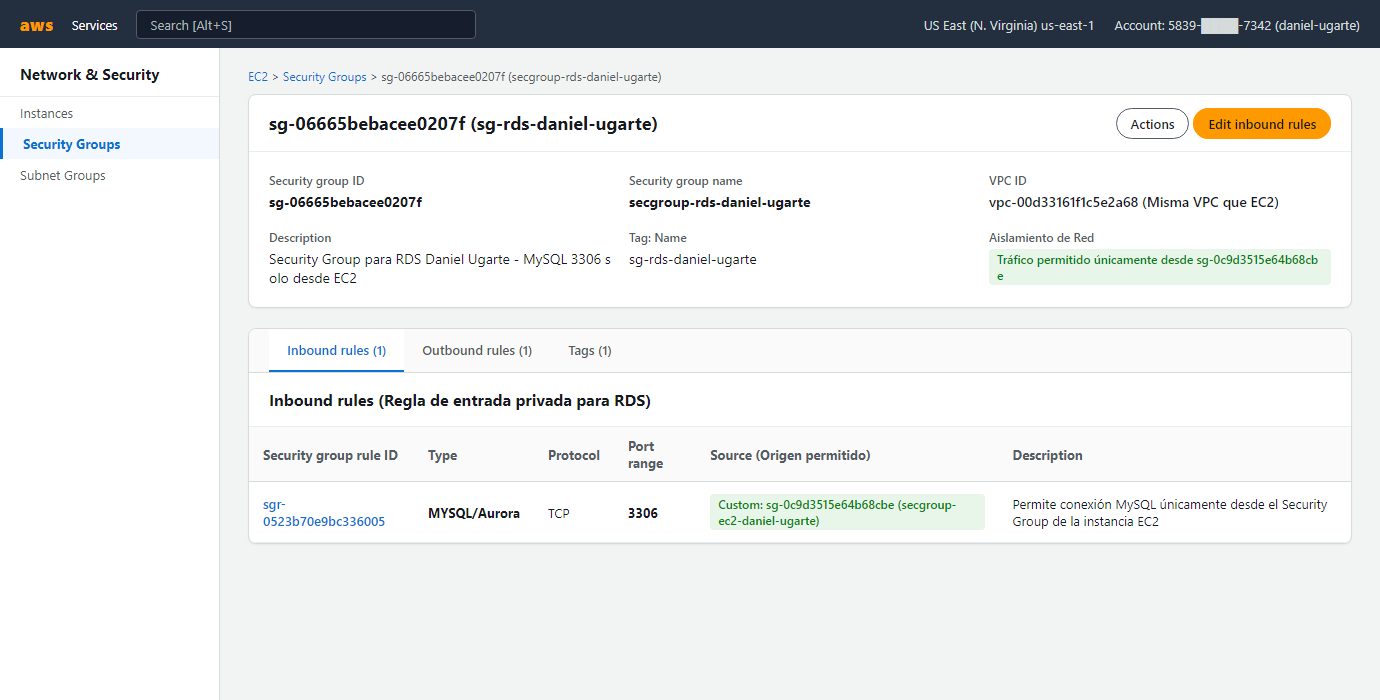 aws Services Search [Alt+S] US East (N. Virginia) us-east-1 Account: 5839-████-7342 (daniel-ugarte)
Network & Security
Instances
Security Groups
Subnet Groups
EC2 > Security Groups > sg-06665bebacee0207f (secgroup-rds-daniel-ugarte)
sg-06665bebacee0207f (sg-rds-daniel-ugarte)
Actions Edit inbound rules
Security group ID
sg-06665bebacee0207f
Security group name
secgroup-rds-daniel-ugarte
VPC ID
vpc-00d33161f1c5e2a68 (Misma VPC que EC2)
Description
Security Group para RDS Daniel Ugarte - MySQL 3306 s
olo desde EC2
Tag: Name
sg-rds-daniel-ugarte
Aislamiento de Red
Tráfico permitido únicamente desde sg-0c9d3515e64b68cb
e
Inbound rules (1) Outbound rules (1) Tags (1)
Inbound rules (Regla de entrada privada para RDS)
Security group rule ID Type Protocol Port
range Source (Origen permitido) Description
sgr-
0523b70e9bc336005
MYSQL/Aurora
TCP
3306
Custom: sg-0c9d3515e64b68cbe (secgroup-
ec2-daniel-ugarte)
Permite conexión MySQL únicamente desde el Security
Group de la instancia EC2